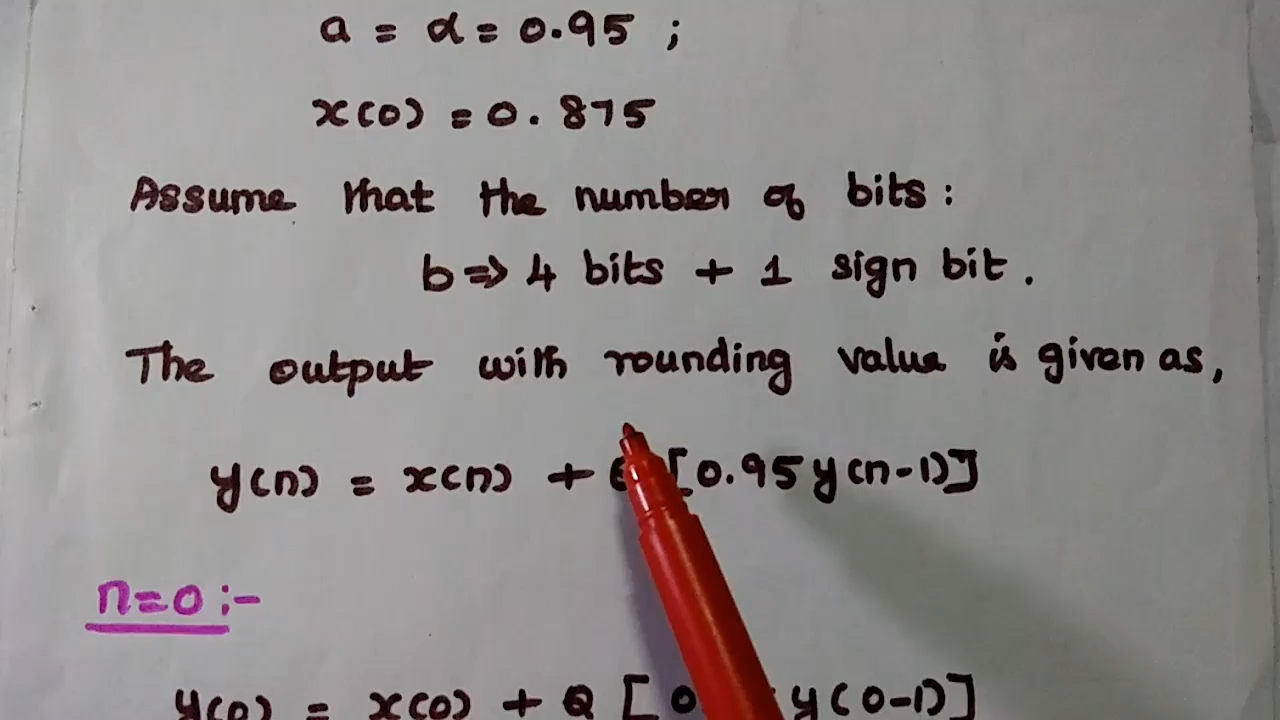 a = α = 0.95 ;
x(0) = 0.875
Assume that the number of bits :
b ⇒ 4 bits + 1 sign bit.
The output with rounding value is given as,
y(n) = x(n) + [0.95 y(n-1)]
n=0 :-
y(0) = x(0) + Q [0 y(0-1)]